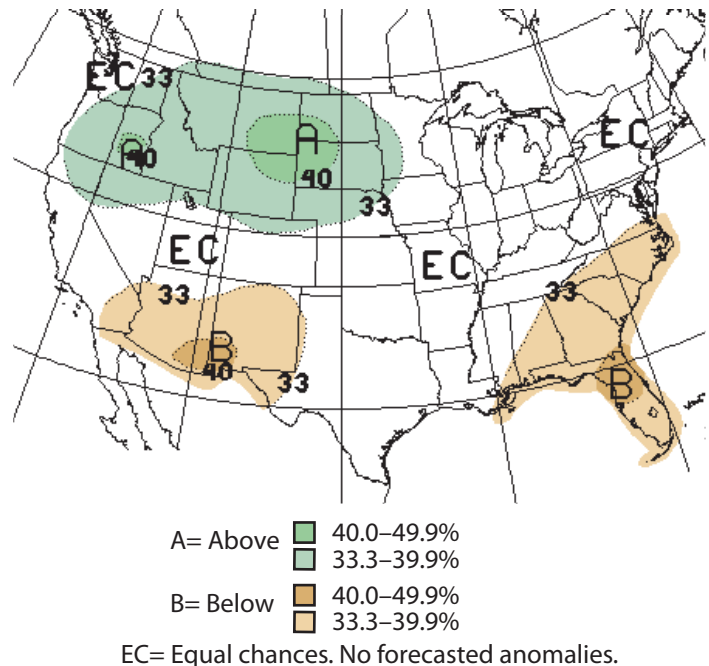 EC 33
A
EC
A 40
40
33
EC
EC
33
33
B
40
33
B
A= Above 40.0–49.9%
33.3–39.9%
B= Below 40.0–49.9%
33.3–39.9%
EC= Equal chances. No forecasted anomalies.